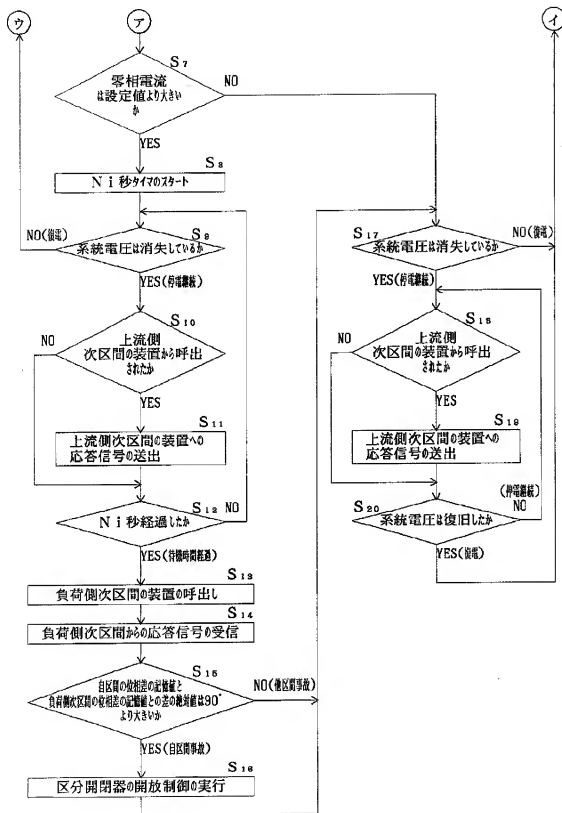 ウ
ア
イ
S7
零相電流
は設定値より大きい
か
NO
YES
S8
Ni秒タイマのスタート
S9
NO(復電)
系統電圧は消失しているか
YES(停電継続)
S10
NO
上流側
次区間の装置から呼出
されたか
YES
S11
上流側次区間の装置への
応答信号の送出
S12
NO
Ni秒経過したか
YES(待機時間経過)
S13
負荷側次区間の装置の呼出し
S14
負荷側次区間からの応答信号の受信
S15
自区間の位相差の記憶値と
負荷側次区間の位相差の記憶値との差の絶対値は90°
より大きいか
NO(他区間事故)
YES(自区間事故)
S16
区分開閉器の開放制御の実行
S17
NO(復電)
系統電圧は消失しているか
YES(停電継続)
S18
NO
上流側
次区間の装置から呼出
されたか
YES
S19
上流側次区間の装置への
応答信号の送出
S20
(停電継続)
NO
系統電圧は復旧したか
YES(復電)